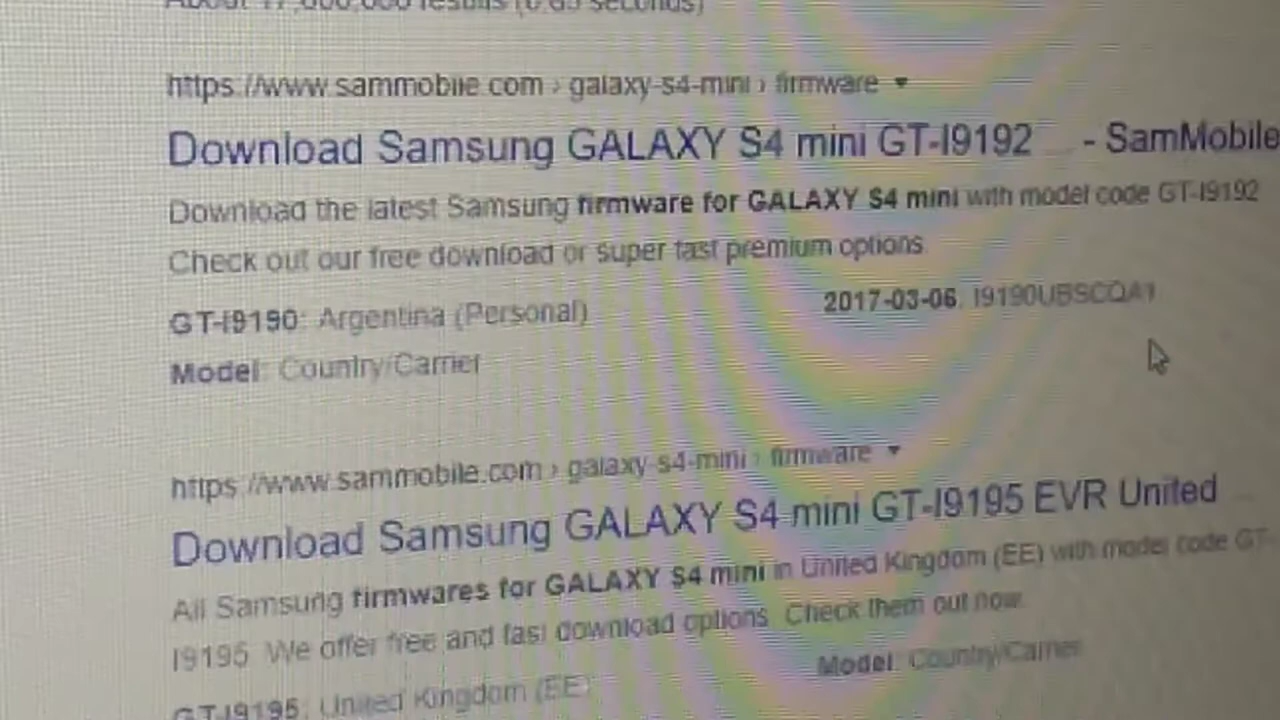 https://www.sammobile.com › galaxy-s4-mini › firmware
Download Samsung GALAXY S4 mini GT-I9192 - SamMobile
Download the latest Samsung firmware for GALAXY S4 mini with model code GT-I9192
Check out our free download or super fast premium options.
GT-I9190: Argentina (Personal) 2017-03-06: I9190UBSCQA1
Model: Country/Carrier
https://www.sammobile.com › galaxy-s4-mini › firmware
Download Samsung GALAXY S4 mini GT-I9195 EVR United
All Samsung firmwares for GALAXY S4 mini in United Kingdom (EE) with model code GT-
I9195. We offer free and fast download options. Check them out now.
GT-I9195: United Kingdom (EE) Model: Country/Carrier